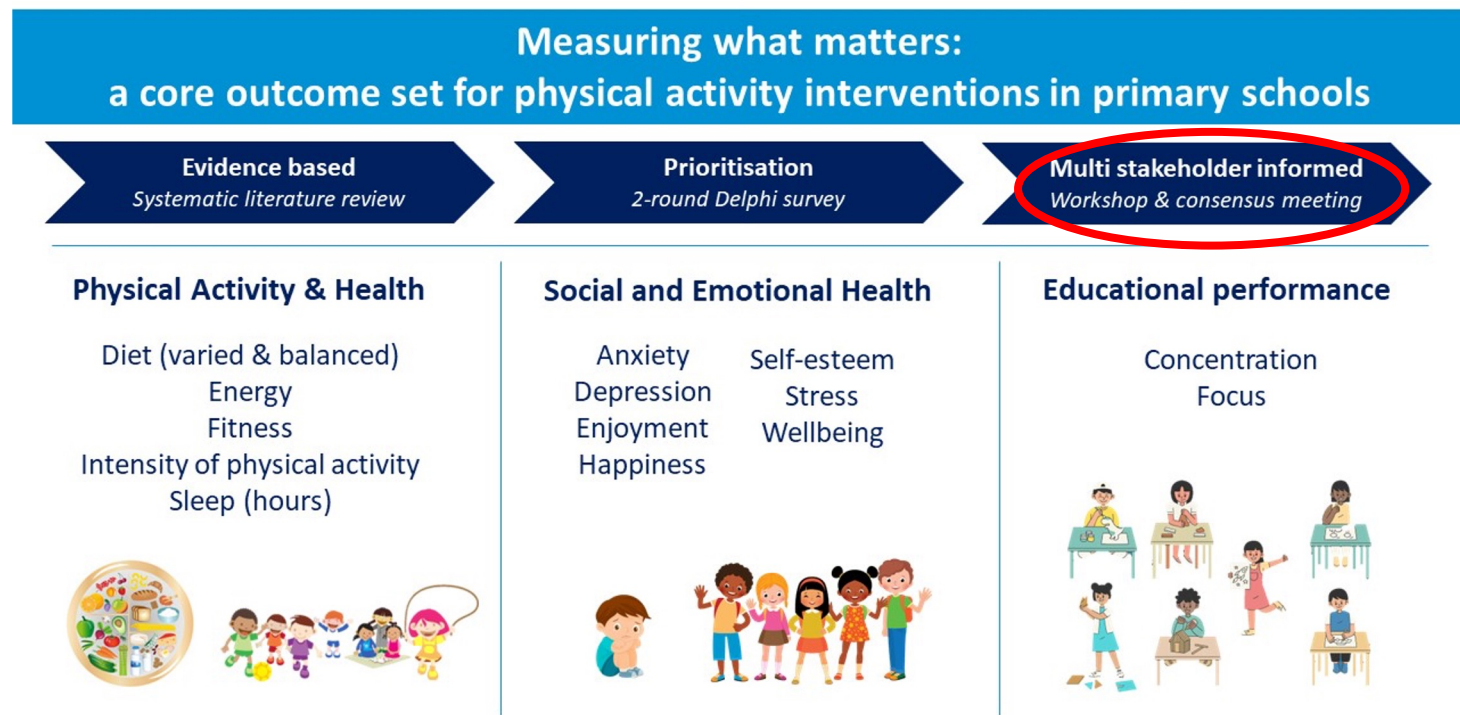 Measuring what matters:
a core outcome set for physical activity interventions in primary schools
Evidence based
Systematic literature review
Prioritisation
2-round Delphi survey
Multi stakeholder informed
Workshop & consensus meeting
Physical Activity & Health
Diet (varied & balanced)
Energy
Fitness
Intensity of physical activity
Sleep (hours)
Social and Emotional Health
Anxiety
Depression
Enjoyment
Happiness
Self-esteem
Stress
Wellbeing
Educational performance
Concentration
Focus